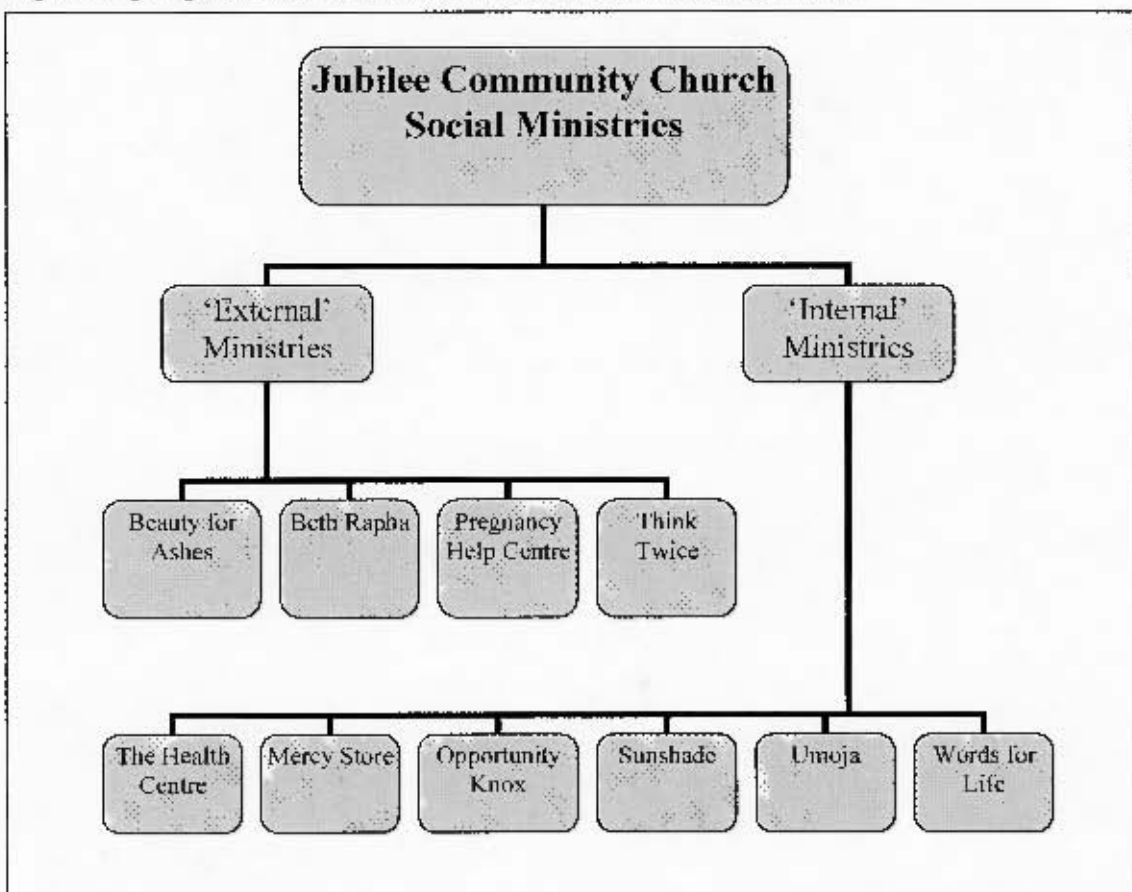 Jubilee Community Church
Social Ministries
‘External’
Ministries
‘Internal’
Ministries
Beauty for
Ashes
Beth Rapha
Pregnancy
Help Centre
Think
Twice
The Health
Centre
Mercy Store
Opportunity
Knox
Sunshade
Umoja
Words for
Life